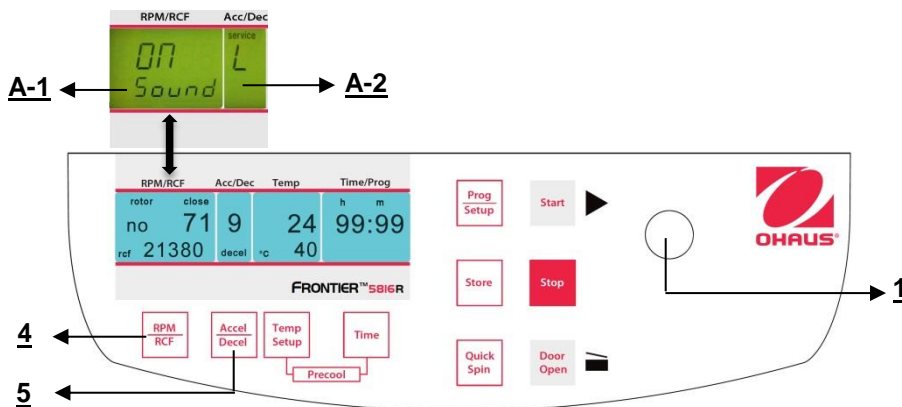 RPM/RCF Acc/Dec
service
ON L
Sound
A-1 A-2
RPM/RCF Acc/Dec Temp Time/Prog
rotor close h m
no 71 9 24 99:99
rcf 21380 decel °C 40
FRONTIER™5816R
Prog Setup Start
OHAUS®
Store Stop
1
4 RPM RCF Accel Decel Temp Setup Time
Precool
Quick Spin Door Open
5